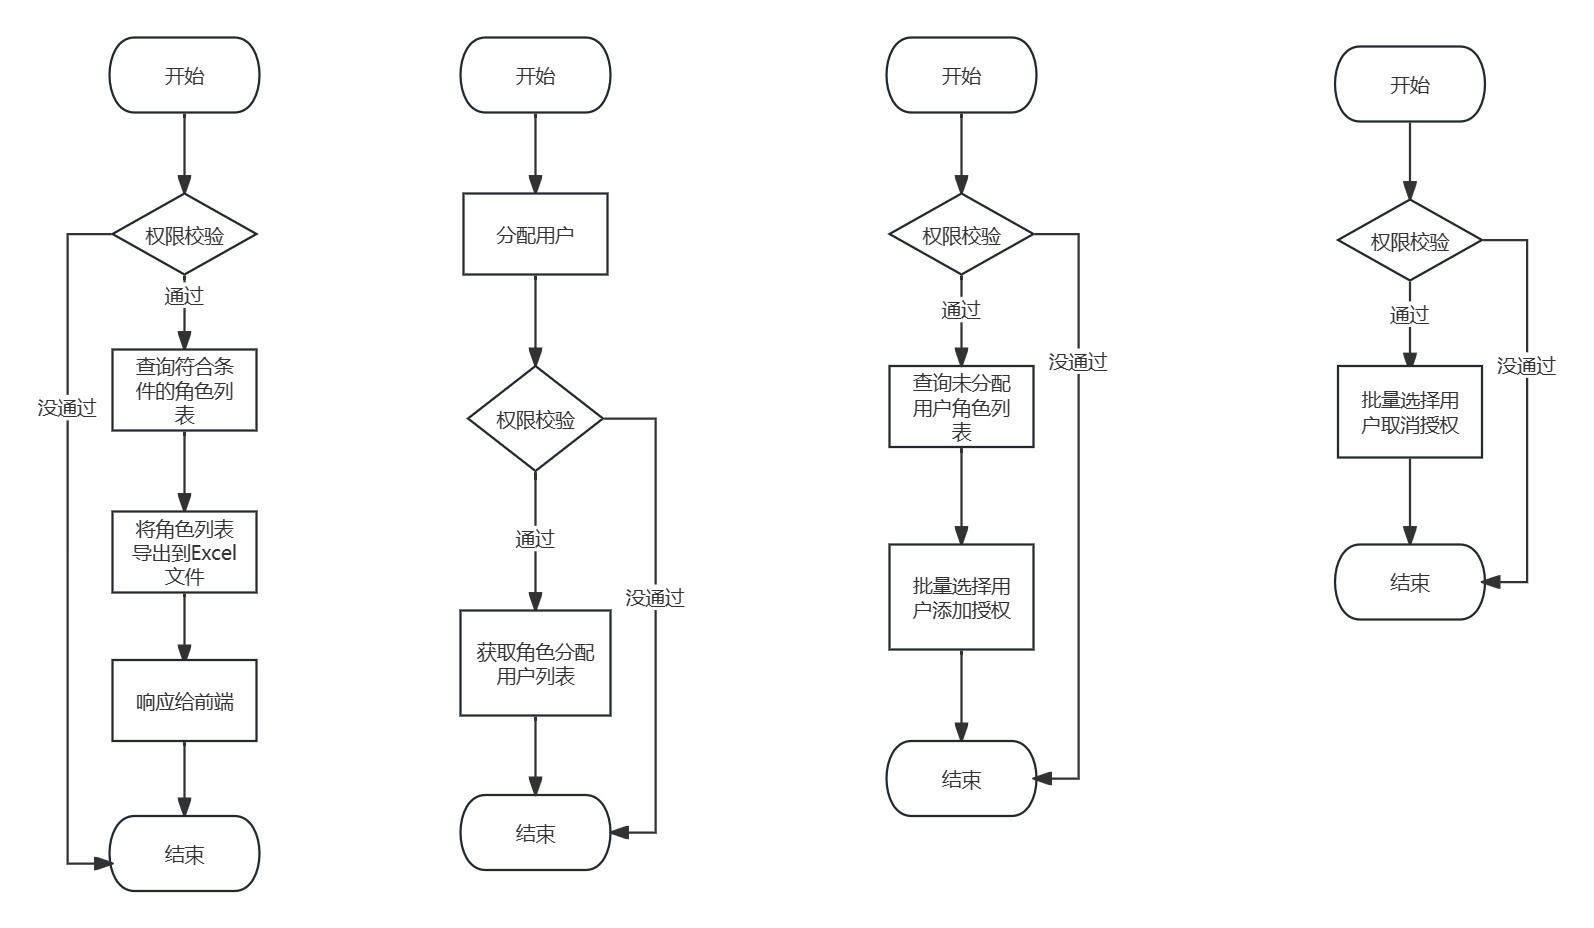 开始
权限校验
通过
没通过
查询符合条
件的角色列
表
将角色列表
导出到Excel
文件
响应给前端
结束
开始
分配用户
权限校验
通过
没通过
获取角色分配
用户列表
结束
开始
权限校验
通过
没通过
查询未分配
用户角色列
表
批量选择用
户添加授权
结束
开始
权限校验
通过
没通过
批量选择用
户取消授权
结束